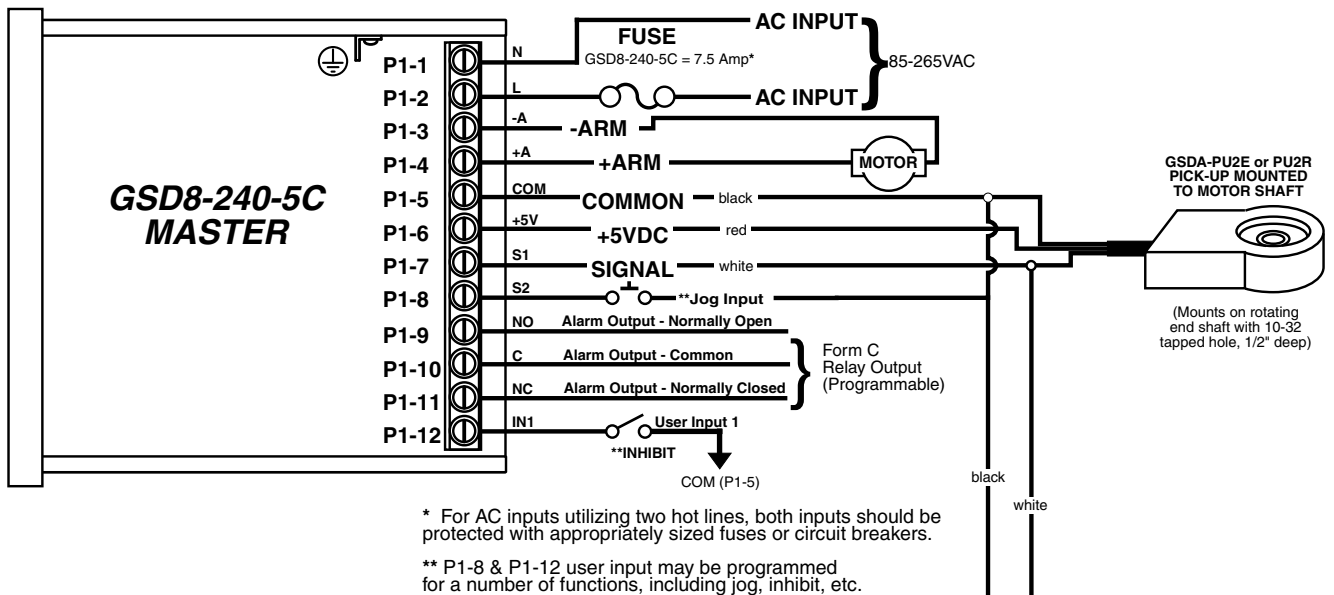 GSD8-240-5C
MASTER
P1-1
P1-2
P1-3
P1-4
P1-5
P1-6
P1-7
P1-8
P1-9
P1-10
P1-11
P1-12
N
L
-A
+A
COM
+5V
S1
S2
NO
C
NC
IN1
AC INPUT
FUSE
GSD8-240-5C = 7.5 Amp*
85-265VAC
AC INPUT
-ARM
+ARM
MOTOR
COMMON
black
+5VDC
red
SIGNAL
white
**Jog Input
Alarm Output - Normally Open
Alarm Output - Common
Alarm Output - Normally Closed
Form C
Relay Output
(Programmable)
User Input 1
**INHIBIT
COM (P1-5)
GSDA-PU2E or PU2R
PICK-UP MOUNTED
TO MOTOR SHAFT
(Mounts on rotating
end shaft with 10-32
tapped hole, 1/2" deep)
black
white
* For AC inputs utilizing two hot lines, both inputs should be
protected with appropriately sized fuses or circuit breakers.
** P1-8 & P1-12 user input may be programmed
for a number of functions, including jog, inhibit, etc.